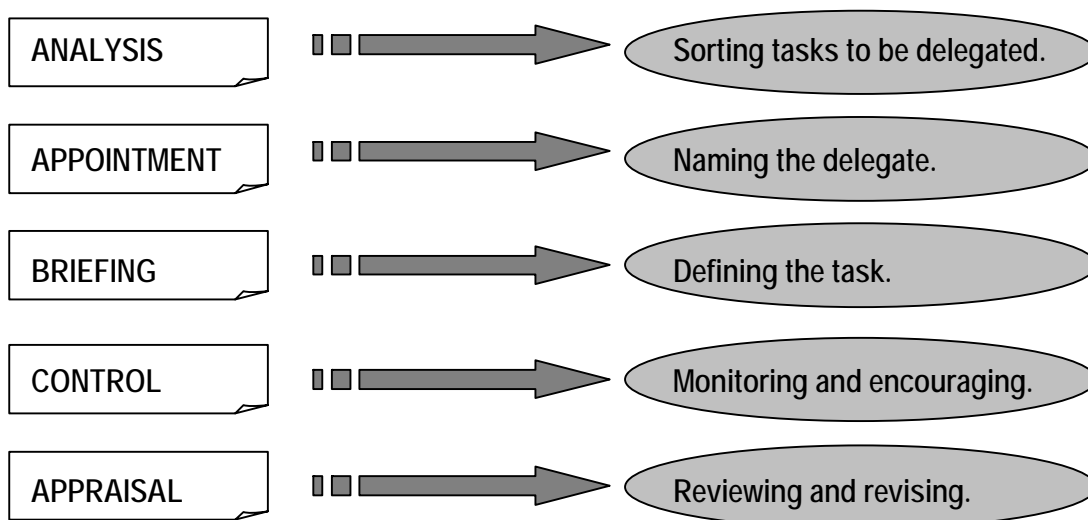 ANALYSIS
Sorting tasks to be delegated.
APPOINTMENT
Naming the delegate.
BRIEFING
Defining the task.
CONTROL
Monitoring and encouraging.
APPRAISAL
Reviewing and revising.